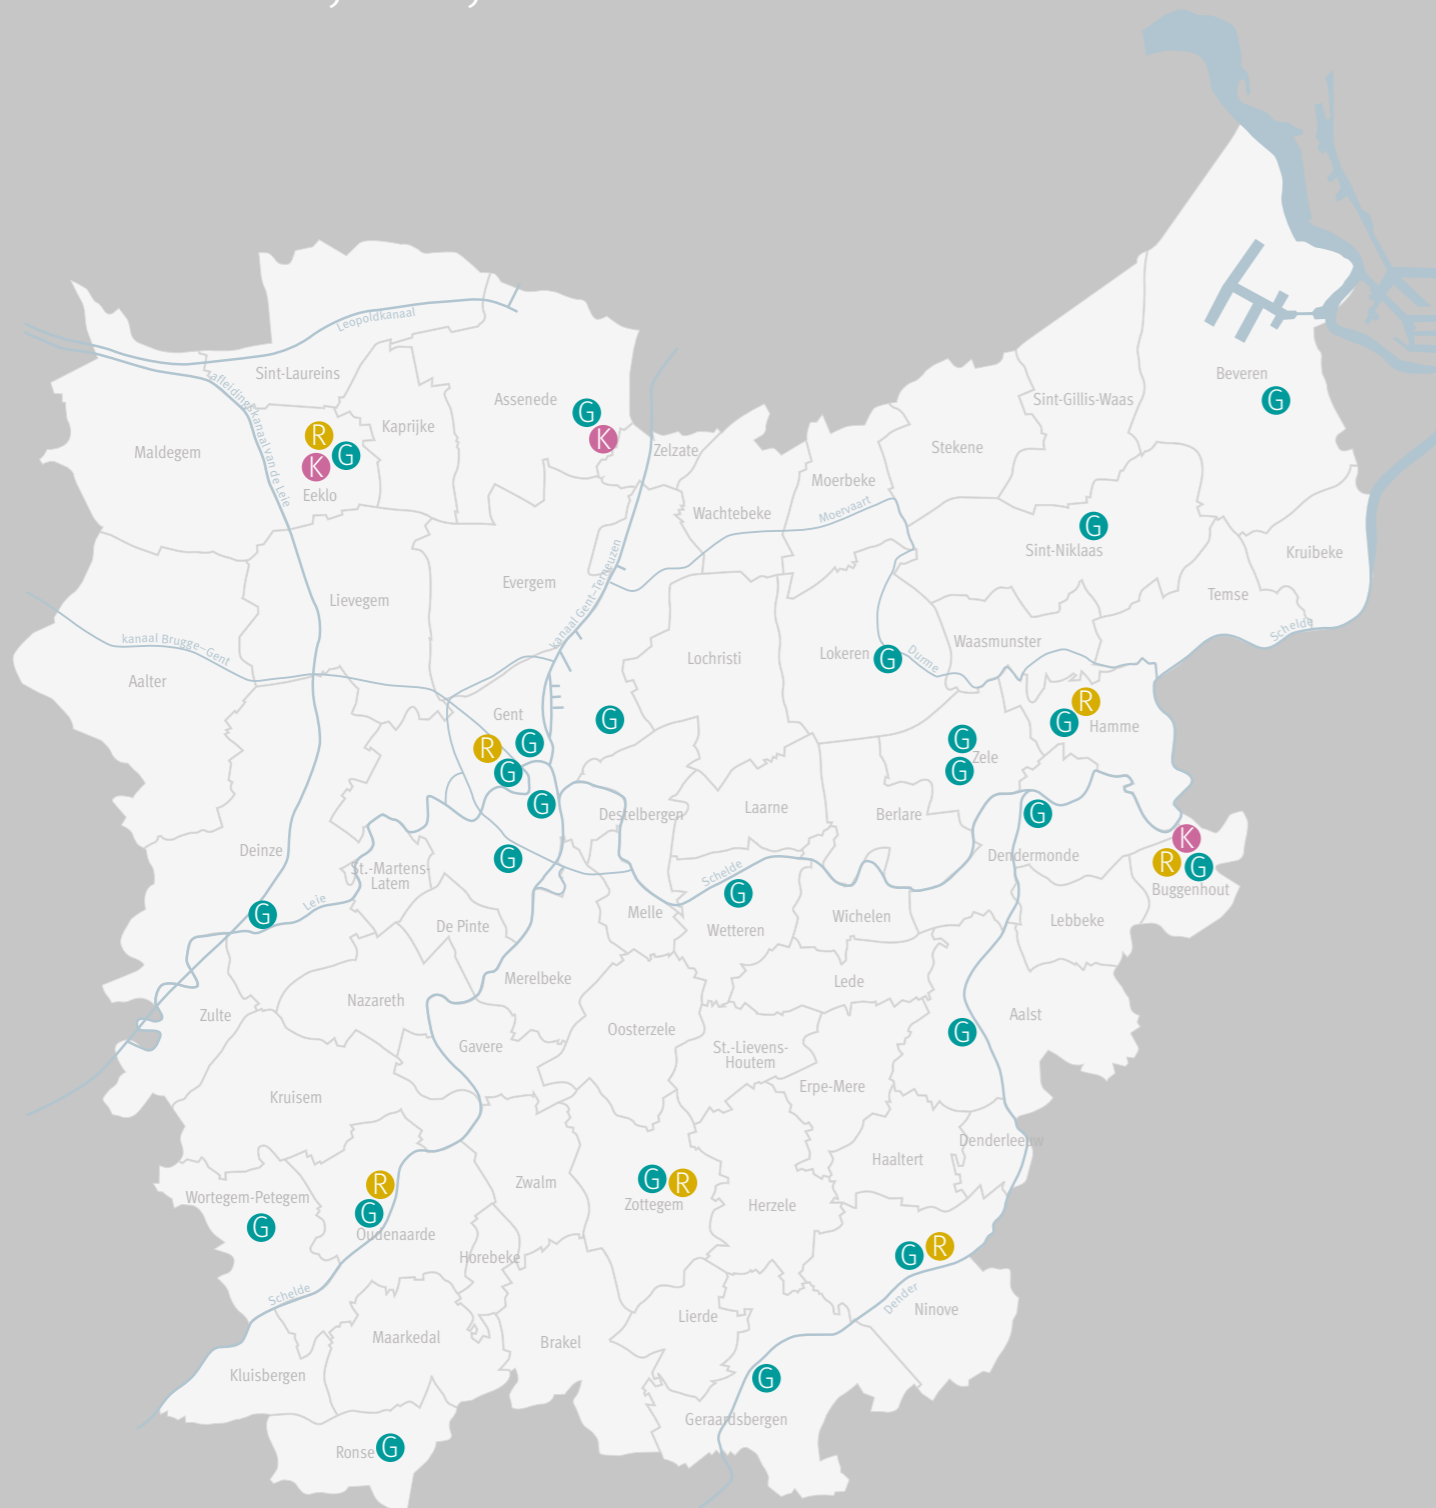 Leopoldkanaal
Sint-Laureins
Beveren
G
afleidingskanaal van de Leie
Assenede
G
Sint-Gillis-Waas
R
Kaprijke
K
Maldegem
G
Zelzate
Stekene
K
Moerbeke
Eeklo
Wachtebeke
Moervaart
G
Sint-Niklaas
Kruibeke
Evergem
kanaal Gent-Terneuzen
Lievegem
Temse
Schelde
kanaal Brugge-Gent
Waasmunster
Lochristi
Lokeren
G
Durme
Aalter
R
Gent
G
G
Hamme
R
G
G
Zele
G
G
G
Laarne
Destelbergen
Berlare
G
K
Deinze
Dendermonde
G
R
G
St.-Martens-
Latem
Schelde
Buggenhout
G
Leie
G
Melle
Wichelen
Lebbeke
De Pinte
Wetteren
Merelbeke
Lede
Nazareth
Zulte
Aalst
Oosterzele
G
Gavere
St.-Lievens-
Houtem
Erpe-Mere
Kruisem
Denderleeuw
Haaltert
R
G
R
Zwalm
Wortegem-Petegem
Zottegem
Herzele
G
G
Oudenaarde
R
G
Horebeke
Schelde
Dender
Ninove
Lierde
Maarkedal
Brakel
Kluisbergen
G
Geraardsbergen
Ronse
G